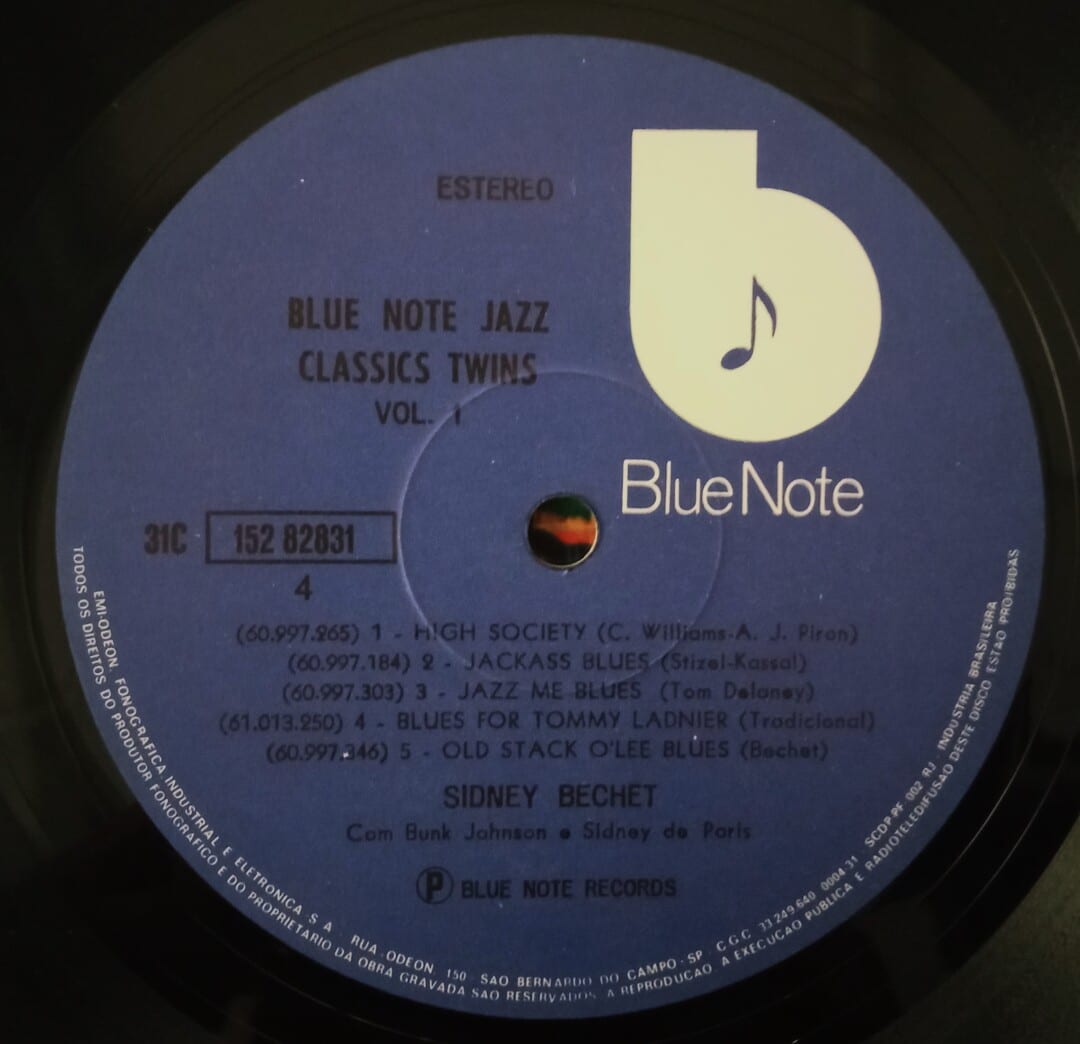 ESTEREO
BLUE NOTE JAZZ
CLASSICS TWINS
VOL. 1
Blue Note
31C 152 82831
4
(60.997.265) 1 - HIGH SOCIETY (C. Williams-A. J. Piron)
(60.997.184) 2 - JACKASS BLUES (Stizel-Kassal)
(60.997.303) 3 - JAZZ ME BLUES (Tom Delaney)
(61.013.250) 4 - BLUES FOR TOMMY LADNIER (Tradicional)
(60.997.346) 5 - OLD STACK O'LEE BLUES (Bechet)
SIDNEY BECHET
Com Bunk Johnson e Sidney de Paris
Ⓟ BLUE NOTE RECORDS
EMI-ODEON. FONOGRAFICA, INDUSTRIAL E ELETRONICA S A . RUA ODEON, 150 SAO BERNARDO DO CAMPO - SP - C G C 33 249 640 0004-31 SCDP-PF 002 RJ INDUSTRIA BRASILEIRA
TODOS OS DIREITOS DO PRODUTOR FONOGRAFICO E DO PROPRIETARIO DA OBRA GRAVADA SAO RESERVADOS. A REPRODUCAO. A EXECUCAO PUBLICA E RADIOTELEDIFUSAO DESTE DISCO ESTAO PROIBIDAS